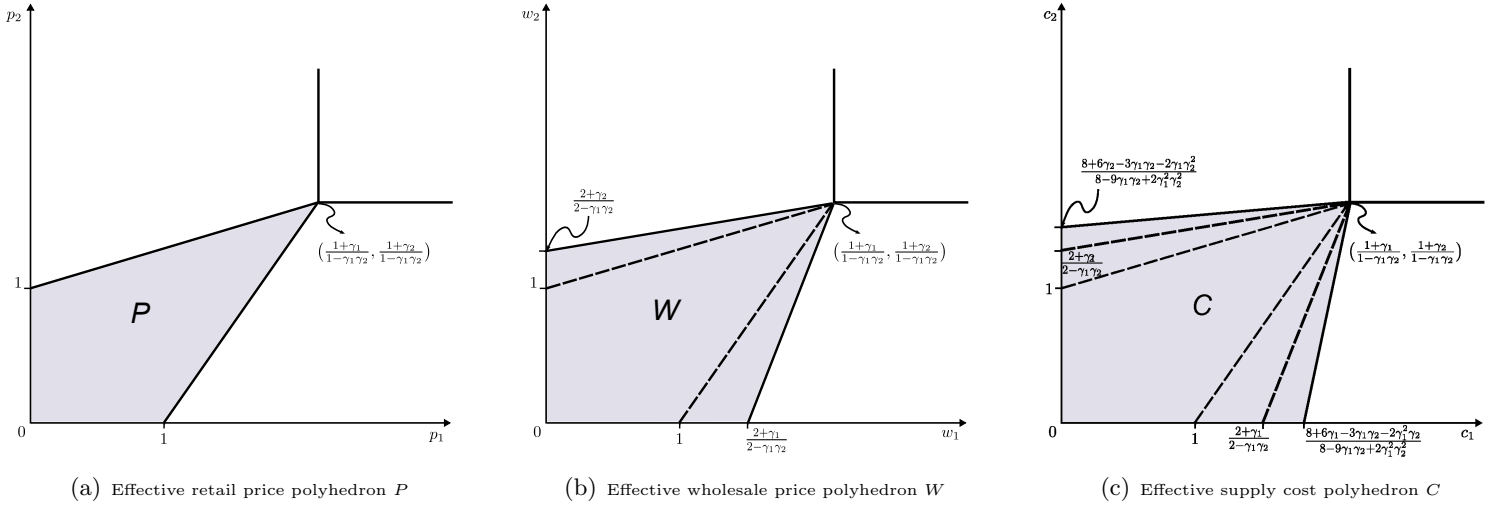 p₂
1
P
(1+γ₁/1−γ₁γ₂, 1+γ₂/1−γ₁γ₂)
0
1
p₁
(a) Effective retail price polyhedron P
w₂
2+γ₂/2−γ₁γ₂
1
W
(1+γ₁/1−γ₁γ₂, 1+γ₂/1−γ₁γ₂)
0
1
2+γ₁/2−γ₁γ₂
w₁
(b) Effective wholesale price polyhedron W
c₂
8+6γ₂−3γ₁γ₂−2γ₁γ₂²/8−9γ₁γ₂+2γ₁²γ₂²
2+γ₂/2−γ₁γ₂
1
C
(1+γ₁/1−γ₁γ₂, 1+γ₂/1−γ₁γ₂)
0
1
2+γ₁/2−γ₁γ₂
8+6γ₁−3γ₁γ₂−2γ₁²γ₂/8−9γ₁γ₂+2γ₁²γ₂²
c₁
(c) Effective supply cost polyhedron C